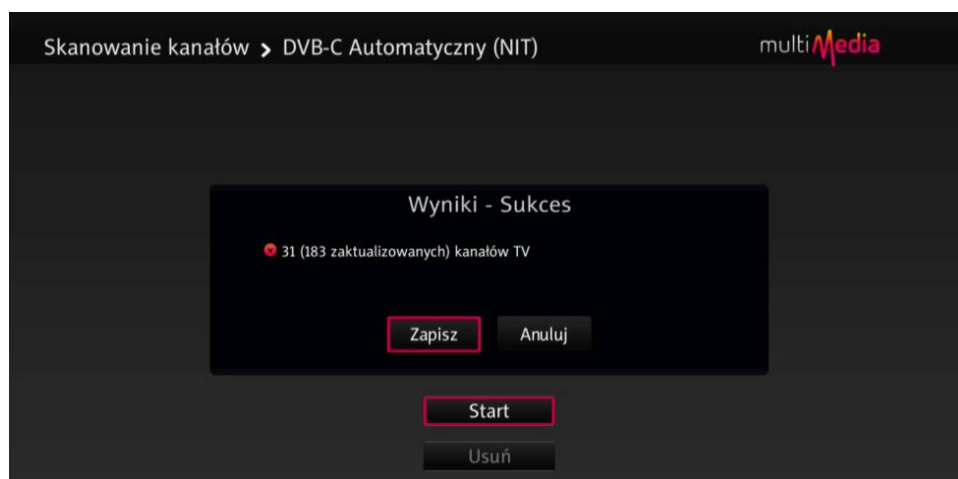 Skanowanie kanałów > DVB-C Automatyczny (NIT) multiMedia
Wyniki - Sukces
31 (183 zaktualizowanych) kanałów TV
Zapisz Anuluj
Start
Usuń